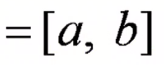 =[a, b]